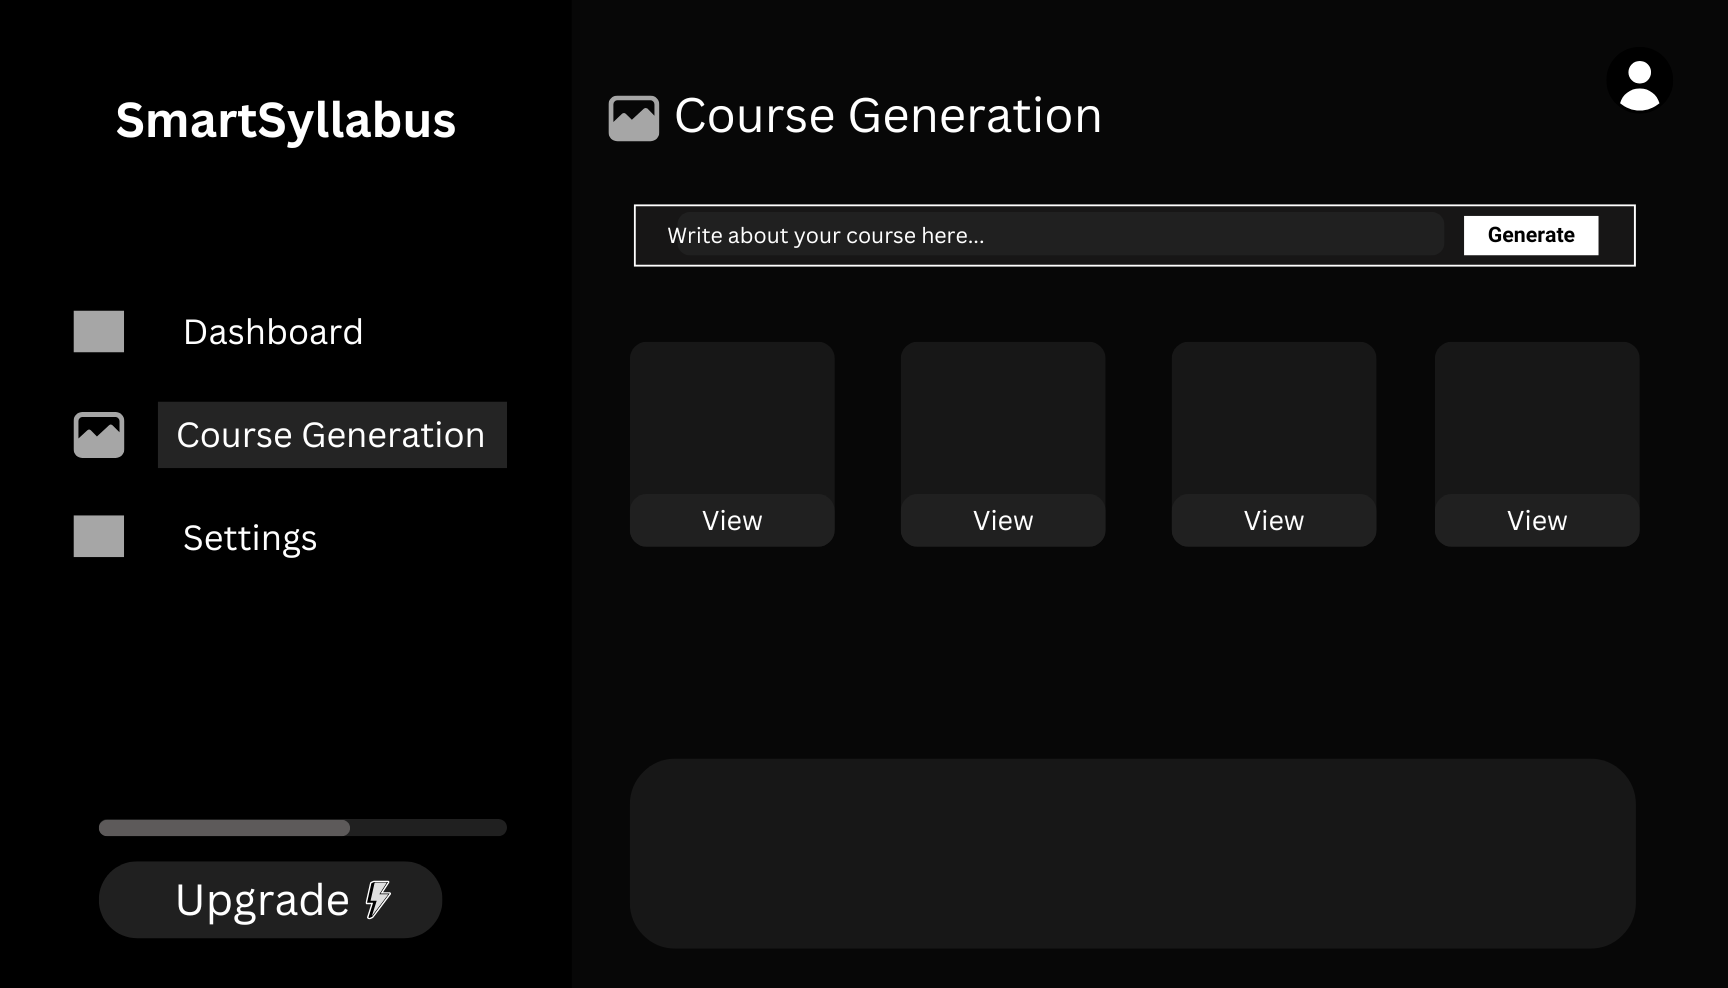 SmartSyllabus
Dashboard
Course Generation
Settings
Upgrade
Course Generation
Write about your course here...
Generate
View
View
View
View